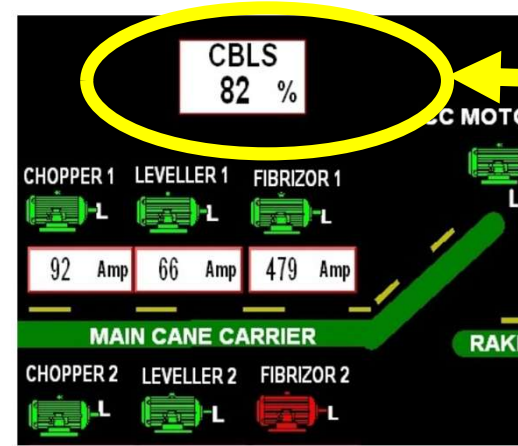 CBLS
82 %
CHOPPER 1 LEVELLER 1 FIBRIZOR 1
L L L L
92 Amp 66 Amp 479 Amp
MAIN CANE CARRIER
CHOPPER 2 LEVELLER 2 FIBRIZOR 2
L L L